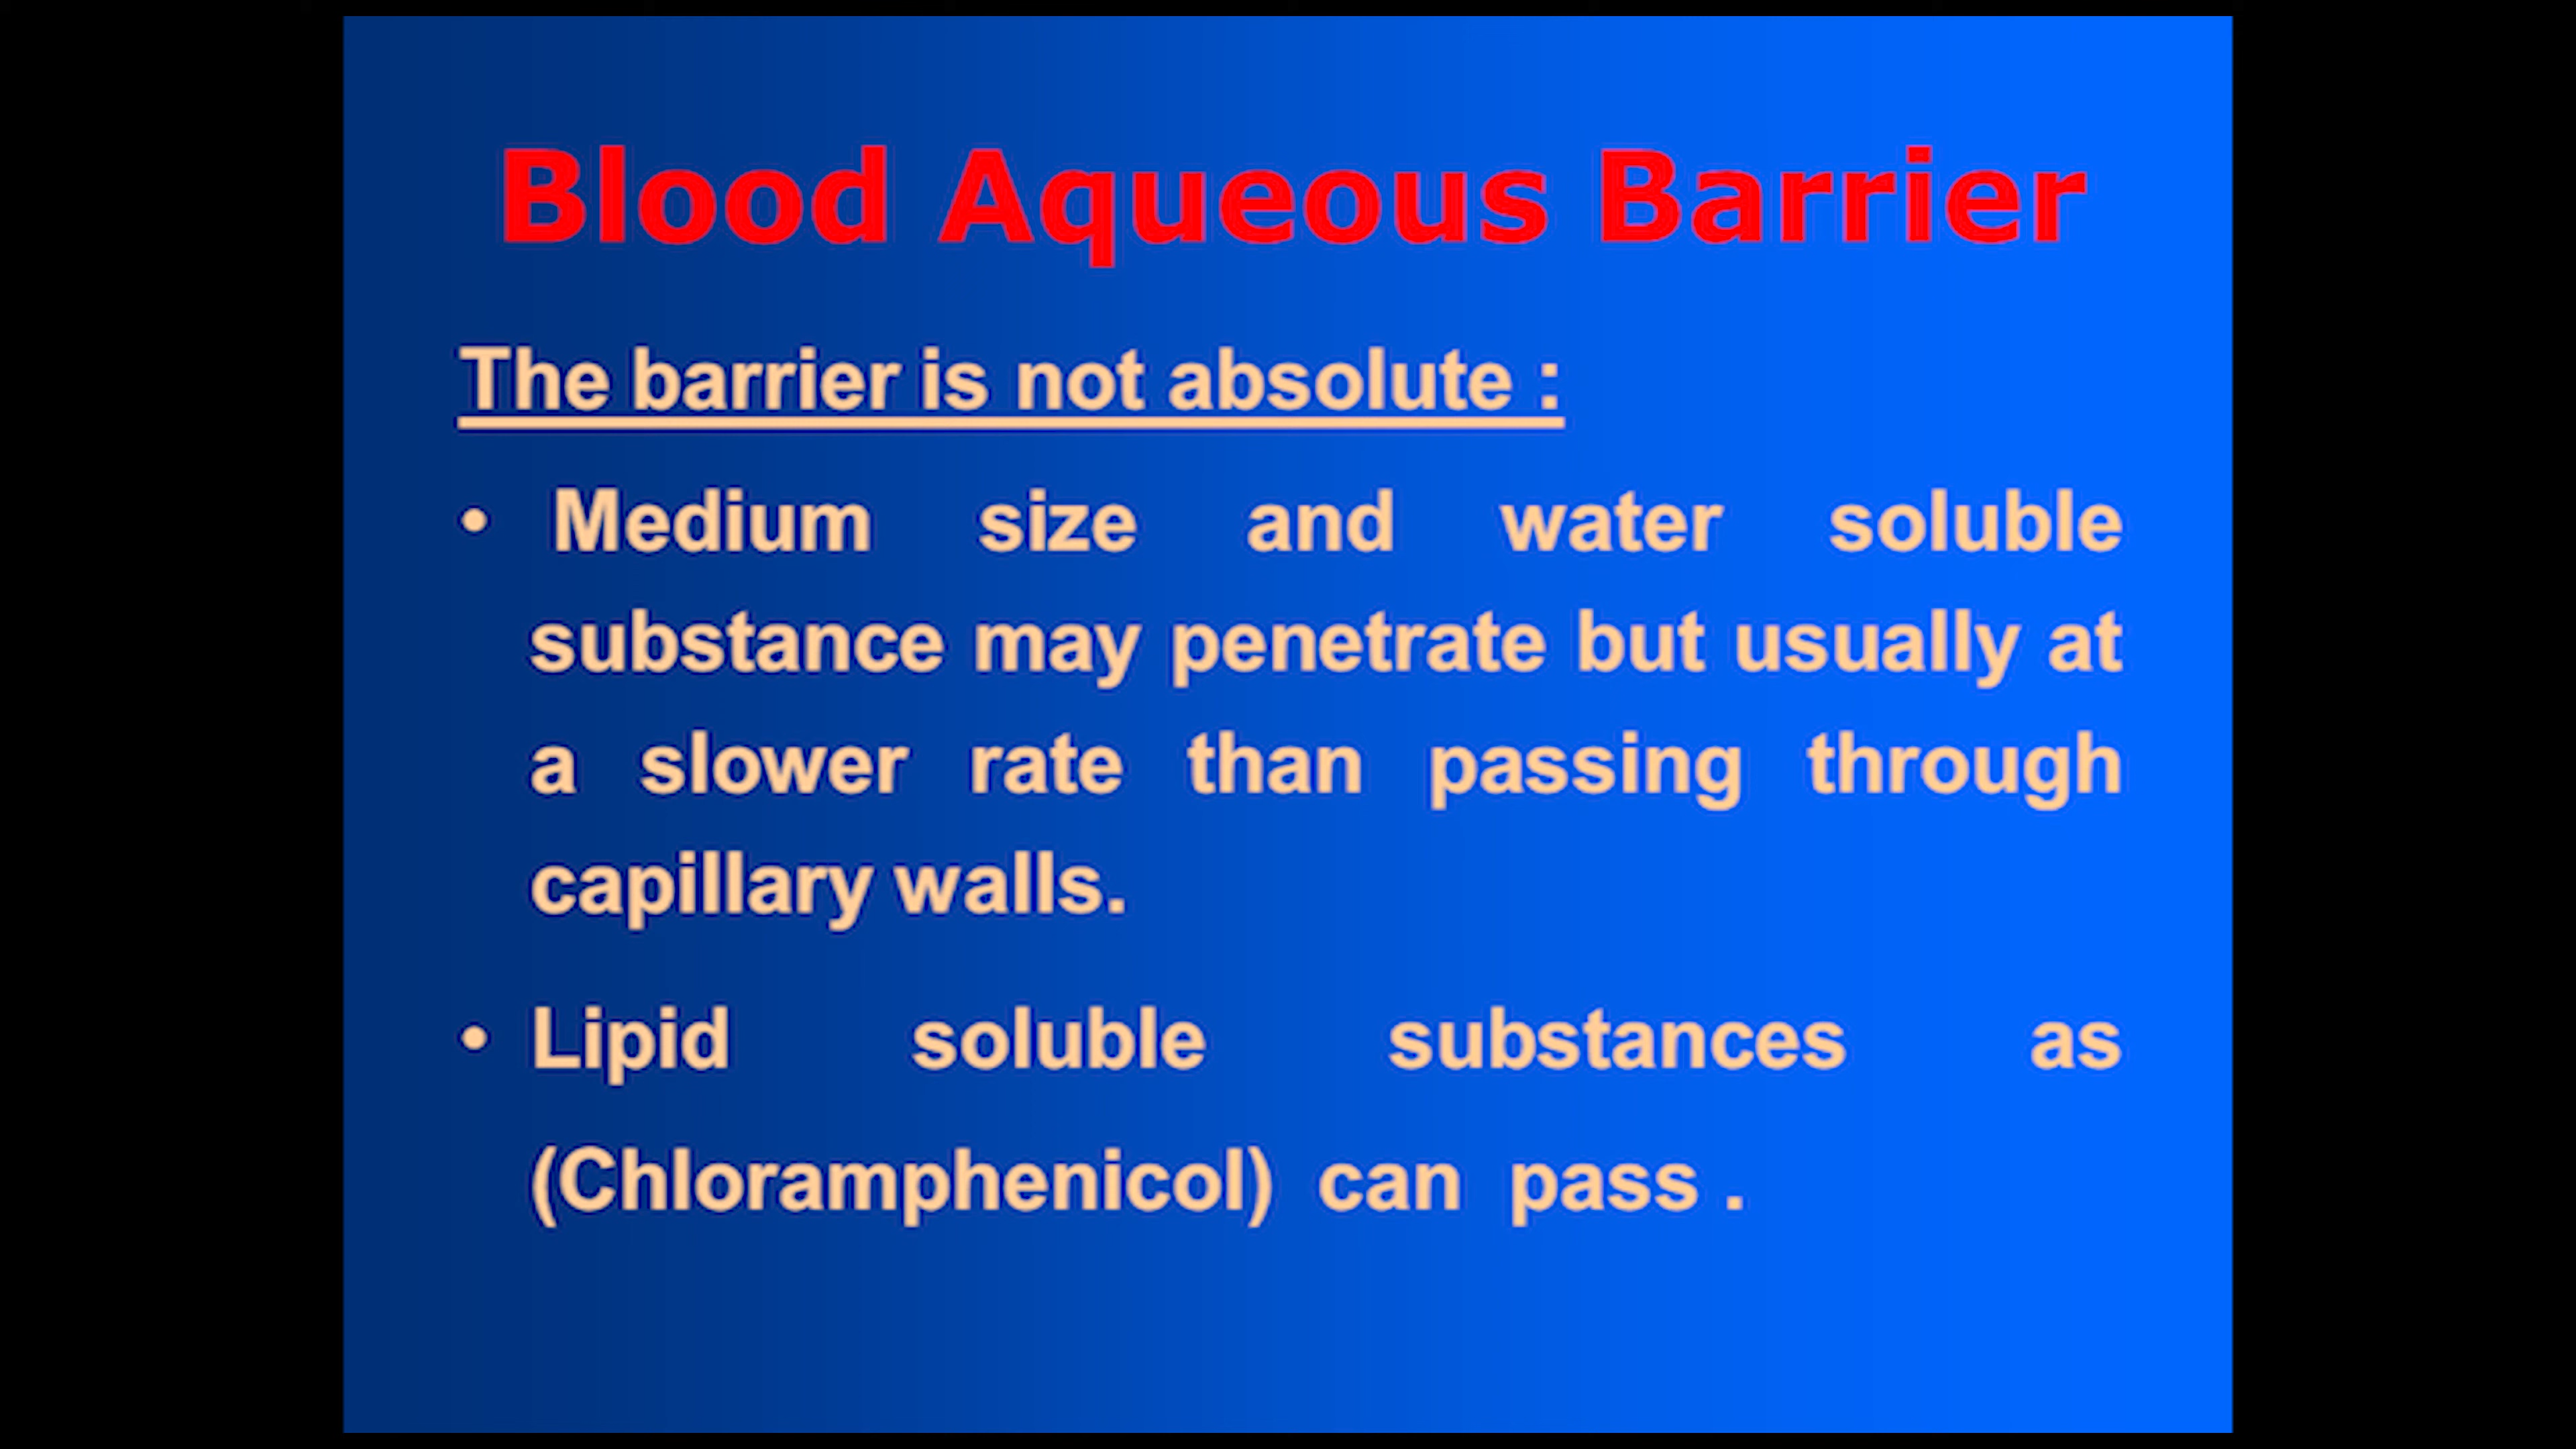 Blood Aqueous Barrier
The barrier is not absolute :
• Medium size and water soluble
substance may penetrate but usually at
a slower rate than passing through
capillary walls.
• Lipid soluble substances as
(Chloramphenicol) can pass .